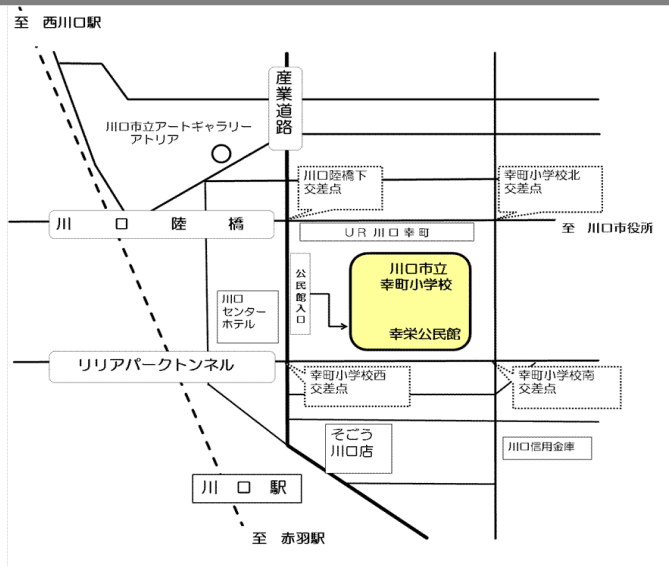 至 西川口駅
産業道路
川口市立アートギャラリー
アトリア
川口陸橋下
交差点
幸町小学校北
交差点
川口陸橋
至 川口市役所
UR川口幸町
川口市立
幸町小学校
幸栄公民館
公民館入口
川口
センター
ホテル
リリアパークトンネル
幸町小学校西
交差点
幸町小学校南
交差点
そごう
川口店
川口信用金庫
川口駅
至 赤羽駅